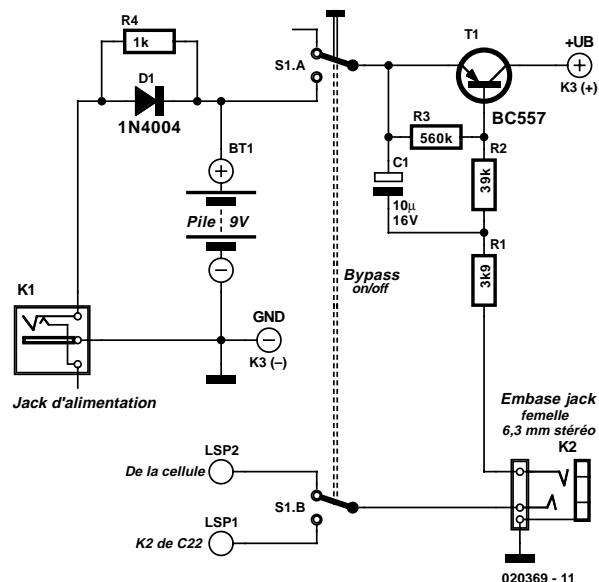 R4
1k
D1
1N4004
S1.A
T1
+UB
K3 (+)
BC557
R3
560k
R2
39k
C1
10µ
16V
R1
3k9
BT1
Pile 9V
Bypass
on/off
K1
GND
K3 (–)
Jack d'alimentation
Embase jack
femelle
6,3 mm stéréo
K2
LSP2
De la cellule
S1.B
LSP1
K2 de C22
020369 - 11